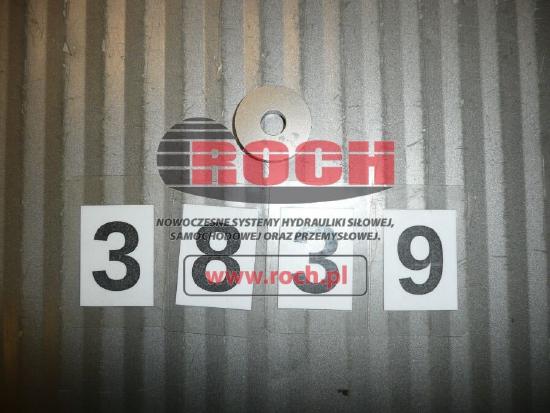 ROCH
NOWOCZESNE SYSTEMY HYDRAULIKI SIŁOWEJ,
SAMOCHODOWEJ ORAZ PRZEMYSŁOWEJ.
3 8 3 9
www.roch.pl